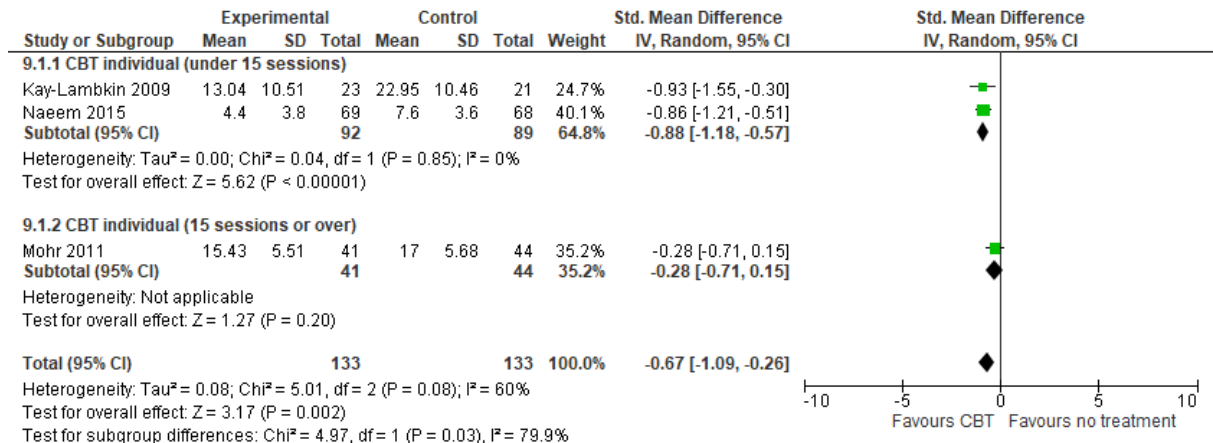 Experimental Control Std. Mean Difference Std. Mean Difference
Study or Subgroup Mean SD Total Mean SD Total Weight IV, Random, 95% CI IV, Random, 95% CI
9.1.1 CBT individual (under 15 sessions)
Kay-Lambkin 2009 13.04 10.51 23 22.95 10.46 21 24.7% -0.93 [-1.55, -0.30]
Naeem 2015 4.4 3.8 69 7.6 3.6 68 40.1% -0.86 [-1.21, -0.51]
Subtotal (95% CI) 92 89 64.8% -0.88 [-1.18, -0.57]
Heterogeneity: Tau² = 0.00; Chi² = 0.04, df = 1 (P = 0.85); I² = 0%
Test for overall effect: Z = 5.62 (P < 0.00001)
9.1.2 CBT individual (15 sessions or over)
Mohr 2011 15.43 5.51 41 17 5.68 44 35.2% -0.28 [-0.71, 0.15]
Subtotal (95% CI) 41 44 35.2% -0.28 [-0.71, 0.15]
Heterogeneity: Not applicable
Test for overall effect: Z = 1.27 (P = 0.20)
Total (95% CI) 133 133 100.0% -0.67 [-1.09, -0.26]
Heterogeneity: Tau² = 0.08; Chi² = 5.01, df = 2 (P = 0.08); I² = 60%
Test for overall effect: Z = 3.17 (P = 0.002)
Test for subgroup differences: Chi² = 4.97, df = 1 (P = 0.03), I² = 79.9%
-10 -5 0 5 10
Favours CBT Favours no treatment